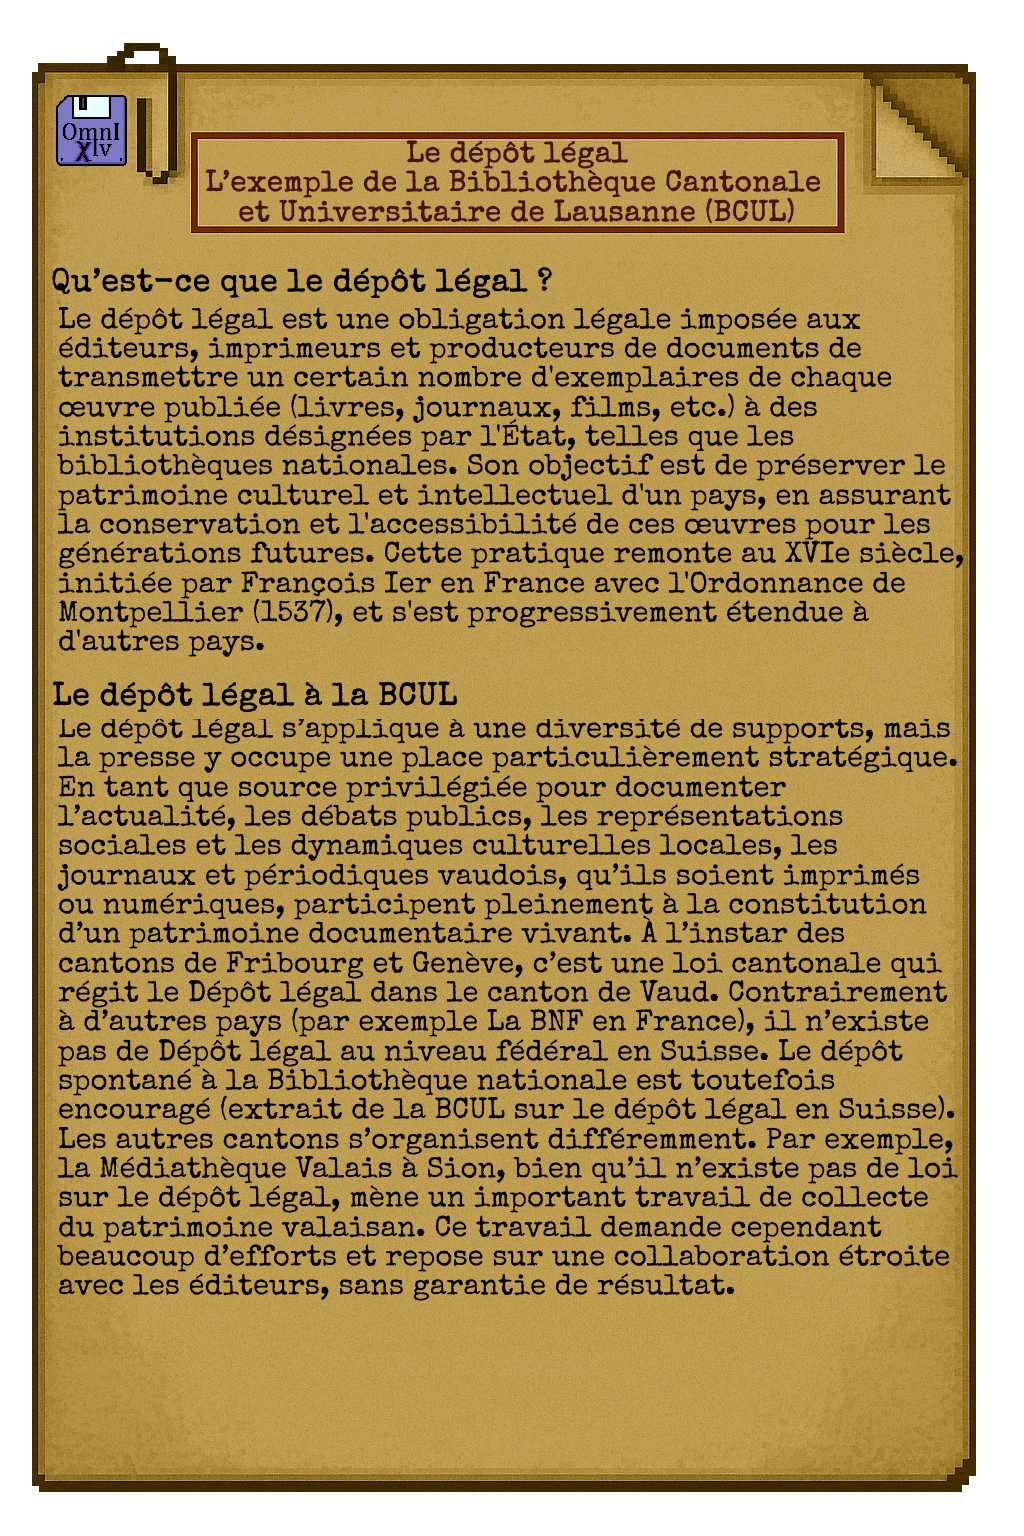 OmnI
XIv
Le dépôt légal
L’exemple de la Bibliothèque Cantonale
et Universitaire de Lausanne (BCUL)
Qu’est-ce que le dépôt légal ?
Le dépôt légal est une obligation légale imposée aux
éditeurs, imprimeurs et producteurs de documents de
transmettre un certain nombre d'exemplaires de chaque
œuvre publiée (livres, journaux, films, etc.) à des
institutions désignées par l'État, telles que les
bibliothèques nationales. Son objectif est de préserver le
patrimoine culturel et intellectuel d'un pays, en assurant
la conservation et l'accessibilité de ces œuvres pour les
générations futures. Cette pratique remonte au XVIe siècle,
initiée par François Ier en France avec l'Ordonnance de
Montpellier (1537), et s'est progressivement étendue à
d'autres pays.
Le dépôt légal à la BCUL
Le dépôt légal s’applique à une diversité de supports, mais
la presse y occupe une place particulièrement stratégique.
En tant que source privilégiée pour documenter
l’actualité, les débats publics, les représentations
sociales et les dynamiques culturelles locales, les
journaux et périodiques vaudois, qu’ils soient imprimés
ou numériques, participent pleinement à la constitution
d’un patrimoine documentaire vivant. À l’instar des
cantons de Fribourg et Genève, c’est une loi cantonale qui
régit le Dépôt légal dans le canton de Vaud. Contrairement
à d’autres pays (par exemple La BNF en France), il n’existe
pas de Dépôt légal au niveau fédéral en Suisse. Le dépôt
spontané à la Bibliothèque nationale est toutefois
encouragé (extrait de la BCUL sur le dépôt légal en Suisse).
Les autres cantons s’organisent différemment. Par exemple,
la Médiathèque Valais à Sion, bien qu’il n’existe pas de loi
sur le dépôt légal, mène un important travail de collecte
du patrimoine valaisan. Ce travail demande cependant
beaucoup d’efforts et repose sur une collaboration étroite
avec les éditeurs, sans garantie de résultat.